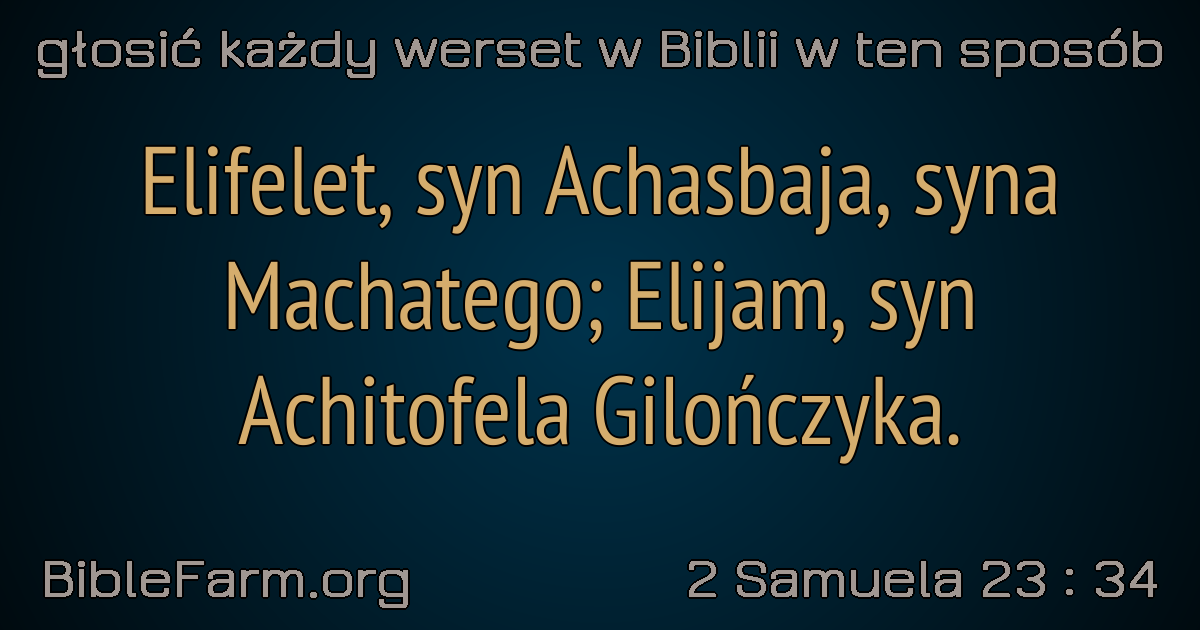 głosić każdy werset w Biblii w ten sposób
Elifelet, syn Achasbaja, syna
Machatego; Elijam, syn
Achitofela Gilończyka.
BibleFarm.org
2 Samuela 23 : 34